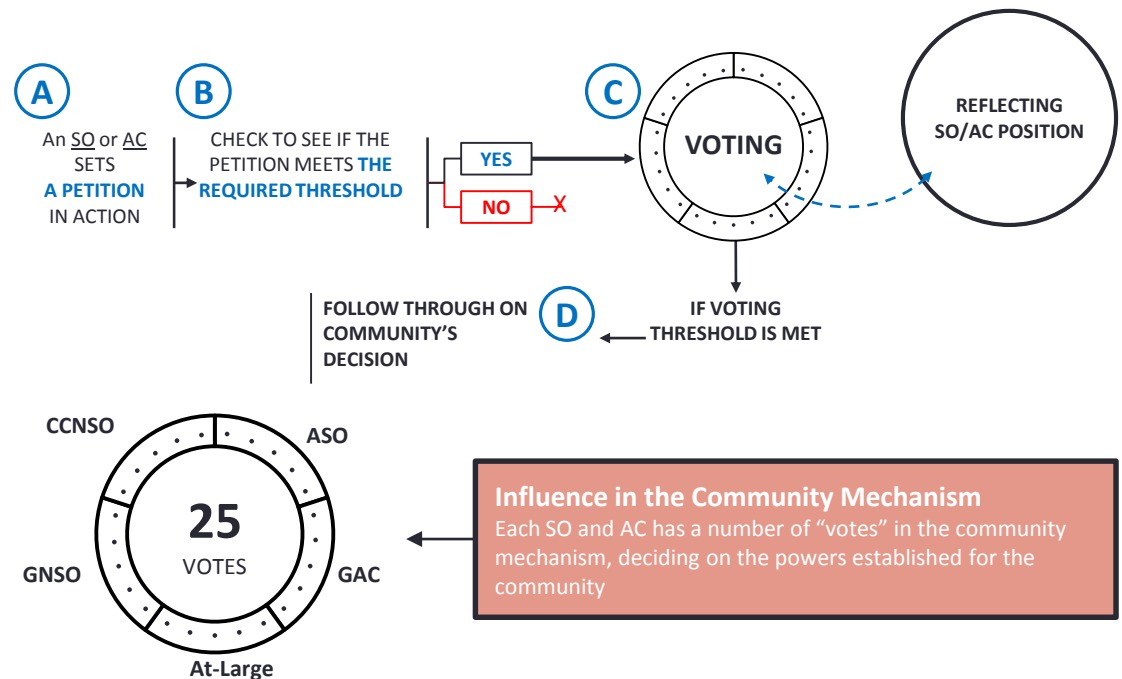 A
An SO or AC
SETS
A PETITION
IN ACTION
B
CHECK TO SEE IF THE
PETITION MEETS THE
REQUIRED THRESHOLD
YES
NO
X
C
VOTING
REFLECTING
SO/AC POSITION
IF VOTING
THRESHOLD IS MET
D
FOLLOW THROUGH ON
COMMUNITY’S
DECISION
CCNSO
ASO
25
VOTES
GNSO
GAC
At-Large
Influence in the Community Mechanism
Each SO and AC has a number of “votes” in the community
mechanism, deciding on the powers established for the
community